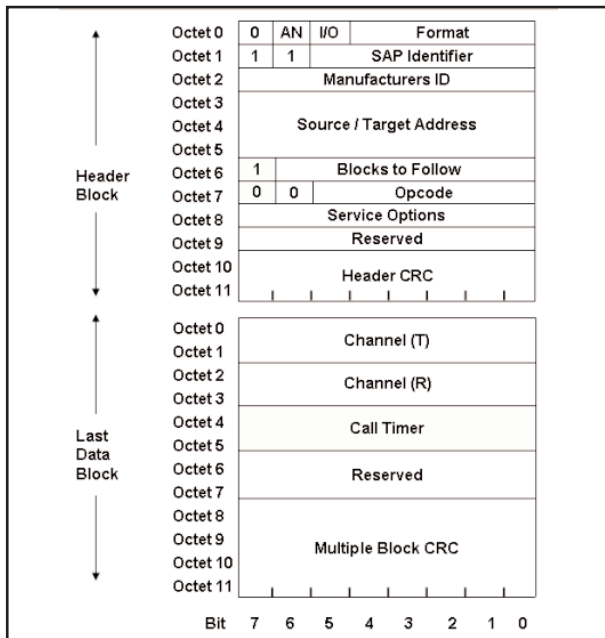 Octet 0 0 AN I/O Format
Octet 1 1 1 SAP Identifier
Octet 2 Manufacturers ID
Octet 3
Octet 4 Source / Target Address
Octet 5
Octet 6 1 Blocks to Follow
Header Block
Octet 7 0 0 Opcode
Octet 8 Service Options
Octet 9 Reserved
Octet 10
Header CRC
Octet 11
Octet 0
Channel (T)
Octet 1
Octet 2
Channel (R)
Octet 3
Octet 4
Call Timer
Octet 5
Last Data Block
Octet 6
Reserved
Octet 7
Octet 8
Octet 9
Multiple Block CRC
Octet 10
Octet 11
Bit 7 6 5 4 3 2 1 0